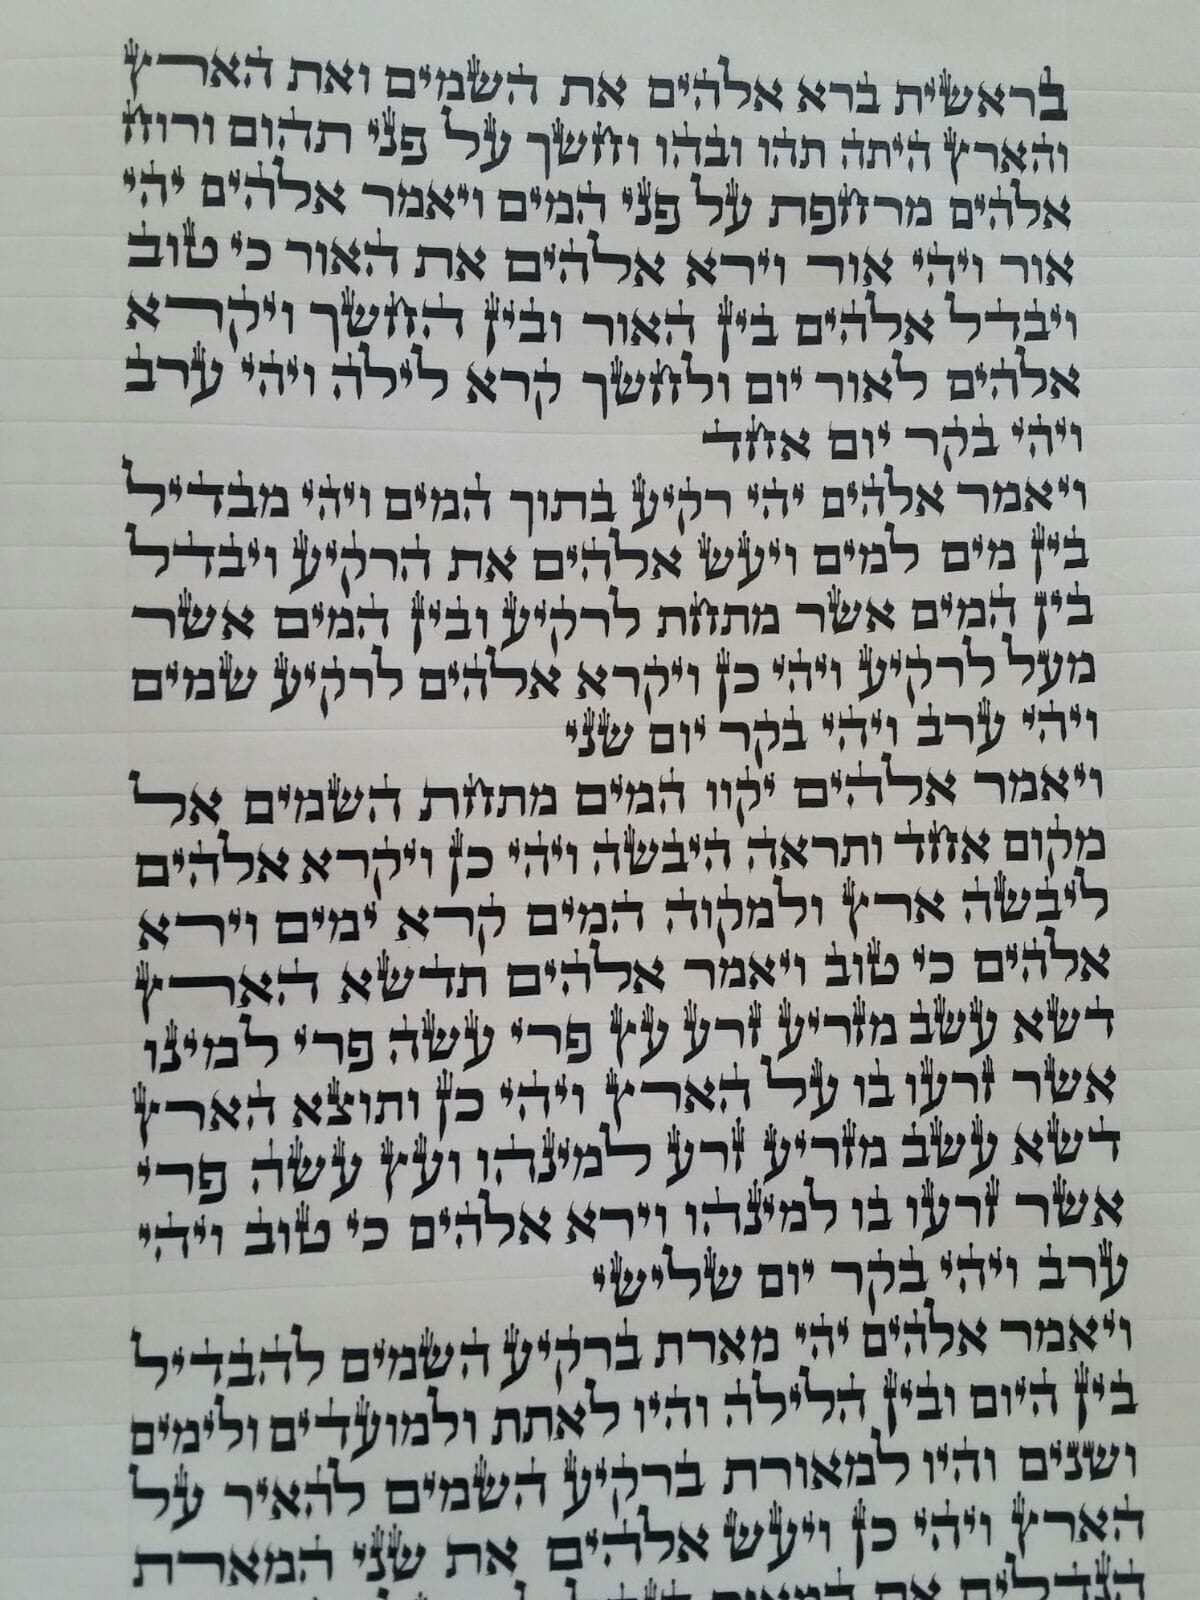 בראשית ברא אלהים את השמים ואת הארץ
והארץ היתה תהו ובהו וחשך על פני תהום ורוח
אלהים מרחפת על פני המים ויאמר אלהים יהי
אור ויהי אור וירא אלהים את האור כי טוב
ויבדל אלהים בין האור ובין החשך ויקרא
אלהים לאור יום ולחשך קרא לילה ויהי ערב
ויהי בקר יום אחד
ויאמר אלהים יהי רקיע בתוך המים ויהי מבדיל
בין מים למים ויעש אלהים את הרקיע ויבדל
בין המים אשר מתחת לרקיע ובין המים אשר
מעל לרקיע ויהי כן ויקרא אלהים לרקיע שמים
ויהי ערב ויהי בקר יום שני
ויאמר אלהים יקוו המים מתחת השמים אל
מקום אחד ותראה היבשה ויהי כן ויקרא אלהים
ליבשה ארץ ולמקוה המים קרא ימים וירא
אלהים כי טוב ויאמר אלהים תדשא הארץ
דשא עשב מזריע זרע עץ פרי עשה פרי למינו
אשר זרעו בו על הארץ ויהי כן ותוצא הארץ
דשא עשב מזריע זרע למינהו ועץ עשה פרי
אשר זרעו בו למינהו וירא אלהים כי טוב ויהי
ערב ויהי בקר יום שלישי
ויאמר אלהים יהי מארת ברקיע השמים להבדיל
בין היום ובין הלילה והיו לאתת ולמועדים ולימים
ושנים והיו למאורת ברקיע השמים להאיר על
הארץ ויהי כן ויעש אלהים את שני המארת
הגדלים את המאור